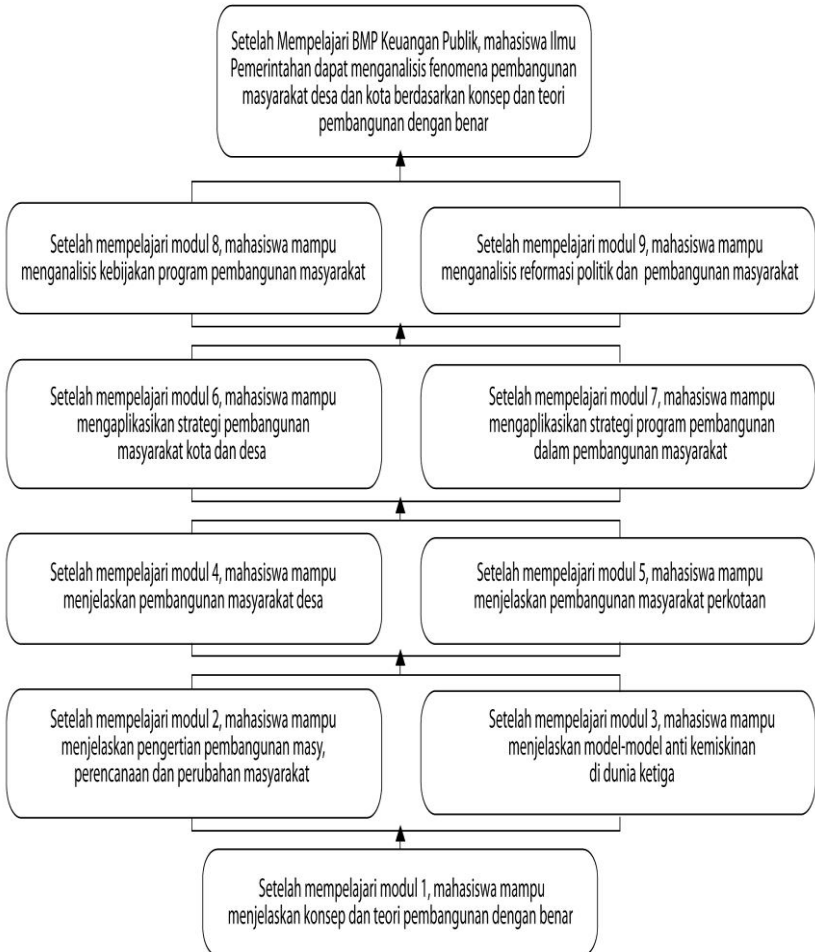 Setelah Mempelajari BMP Keuangan Publik, mahasiswa Ilmu
Pemerintahan dapat menganalisis fenomena pembangunan
masyarakat desa dan kota berdasarkan konsep dan teori
pembangunan dengan benar
Setelah mempelajari modul 8, mahasiswa mampu
menganalisis kebijakan program pembangunan masyarakat
Setelah mempelajari modul 9, mahasiswa mampu
menganalisis reformasi politik dan pembangunan masyarakat
Setelah mempelajari modul 6, mahasiswa mampu
mengaplikasikan strategi pembangunan
masyarakat kota dan desa
Setelah mempelajari modul 7, mahasiswa mampu
mengaplikasikan strategi program pembangunan
dalam pembangunan masyarakat
Setelah mempelajari modul 4, mahasiswa mampu
menjelaskan pembangunan masyarakat desa
Setelah mempelajari modul 5, mahasiswa mampu
menjelaskan pembangunan masyarakat perkotaan
Setelah mempelajari modul 2, mahasiswa mampu
menjelaskan pengertian pembangunan masy,
perencanaan dan perubahan masyarakat
Setelah mempelajari modul 3, mahasiswa mampu
menjelaskan model-model anti kemiskinan
di dunia ketiga
Setelah mempelajari modul 1, mahasiswa mampu
menjelaskan konsep dan teori pembangunan dengan benar